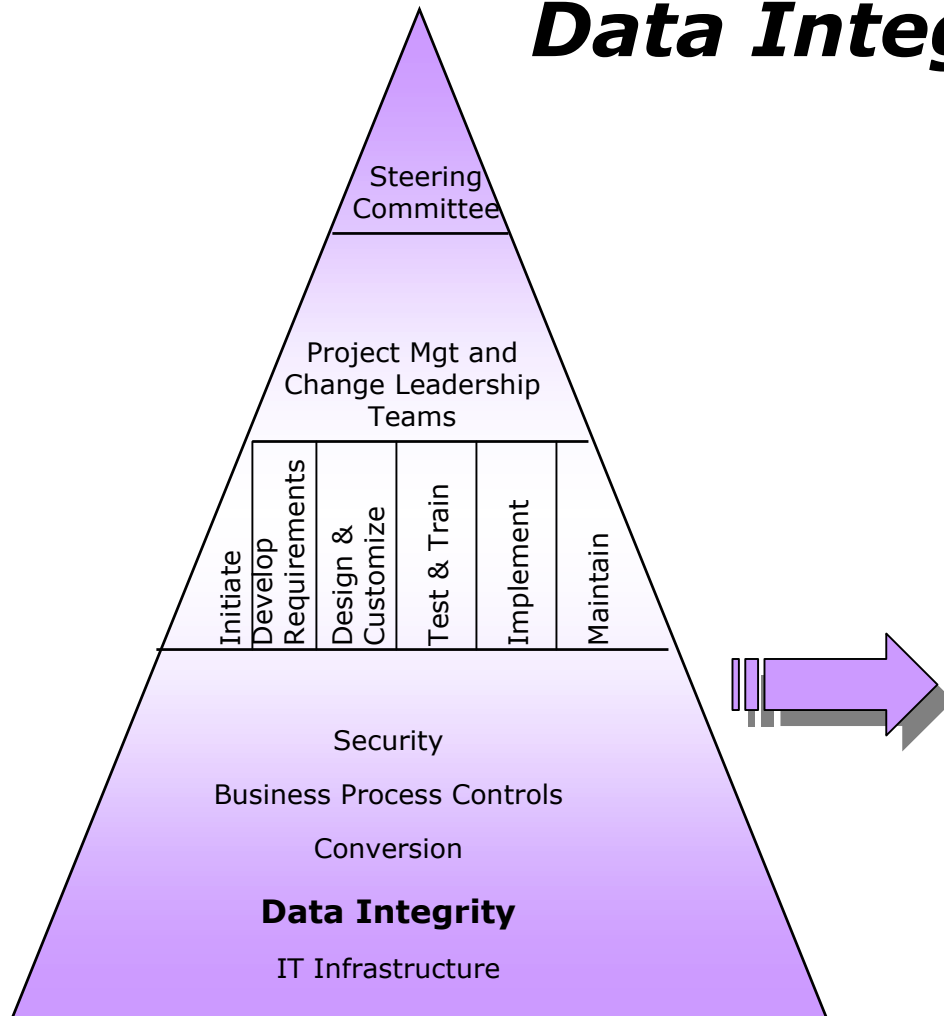 Data Integ
Steering
Committee
Project Mgt and
Change Leadership
Teams
Initiate
Develop
Requirements
Design &
Customize
Test & Train
Implement
Maintain
Security
Business Process Controls
Conversion
Data Integrity
IT Infrastructure